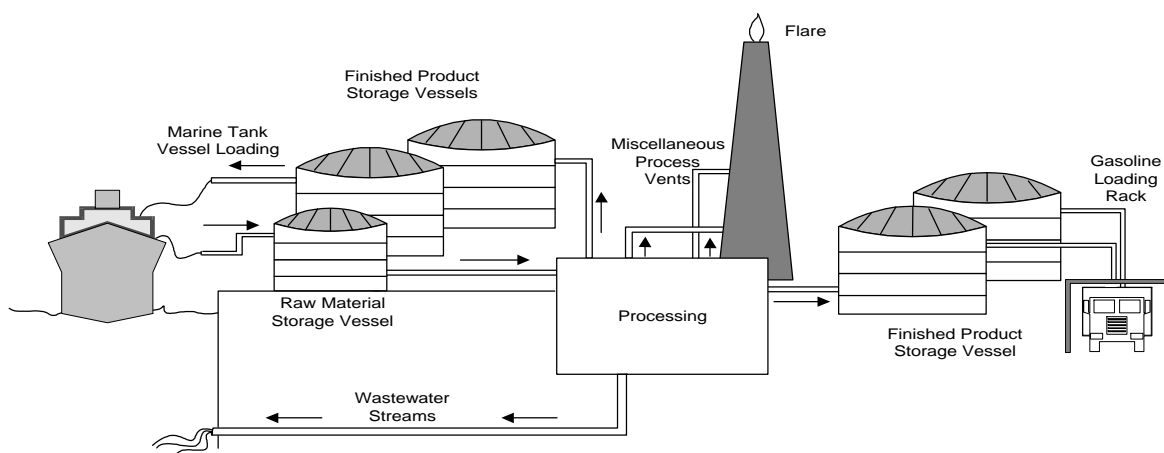 Flare
Finished Product
Storage Vessels
Marine Tank
Vessel Loading
Miscellaneous
Process
Vents
Gasoline
Loading
Rack
Raw Material
Storage Vessel
Processing
Finished Product
Storage Vessel
Wastewater
Streams